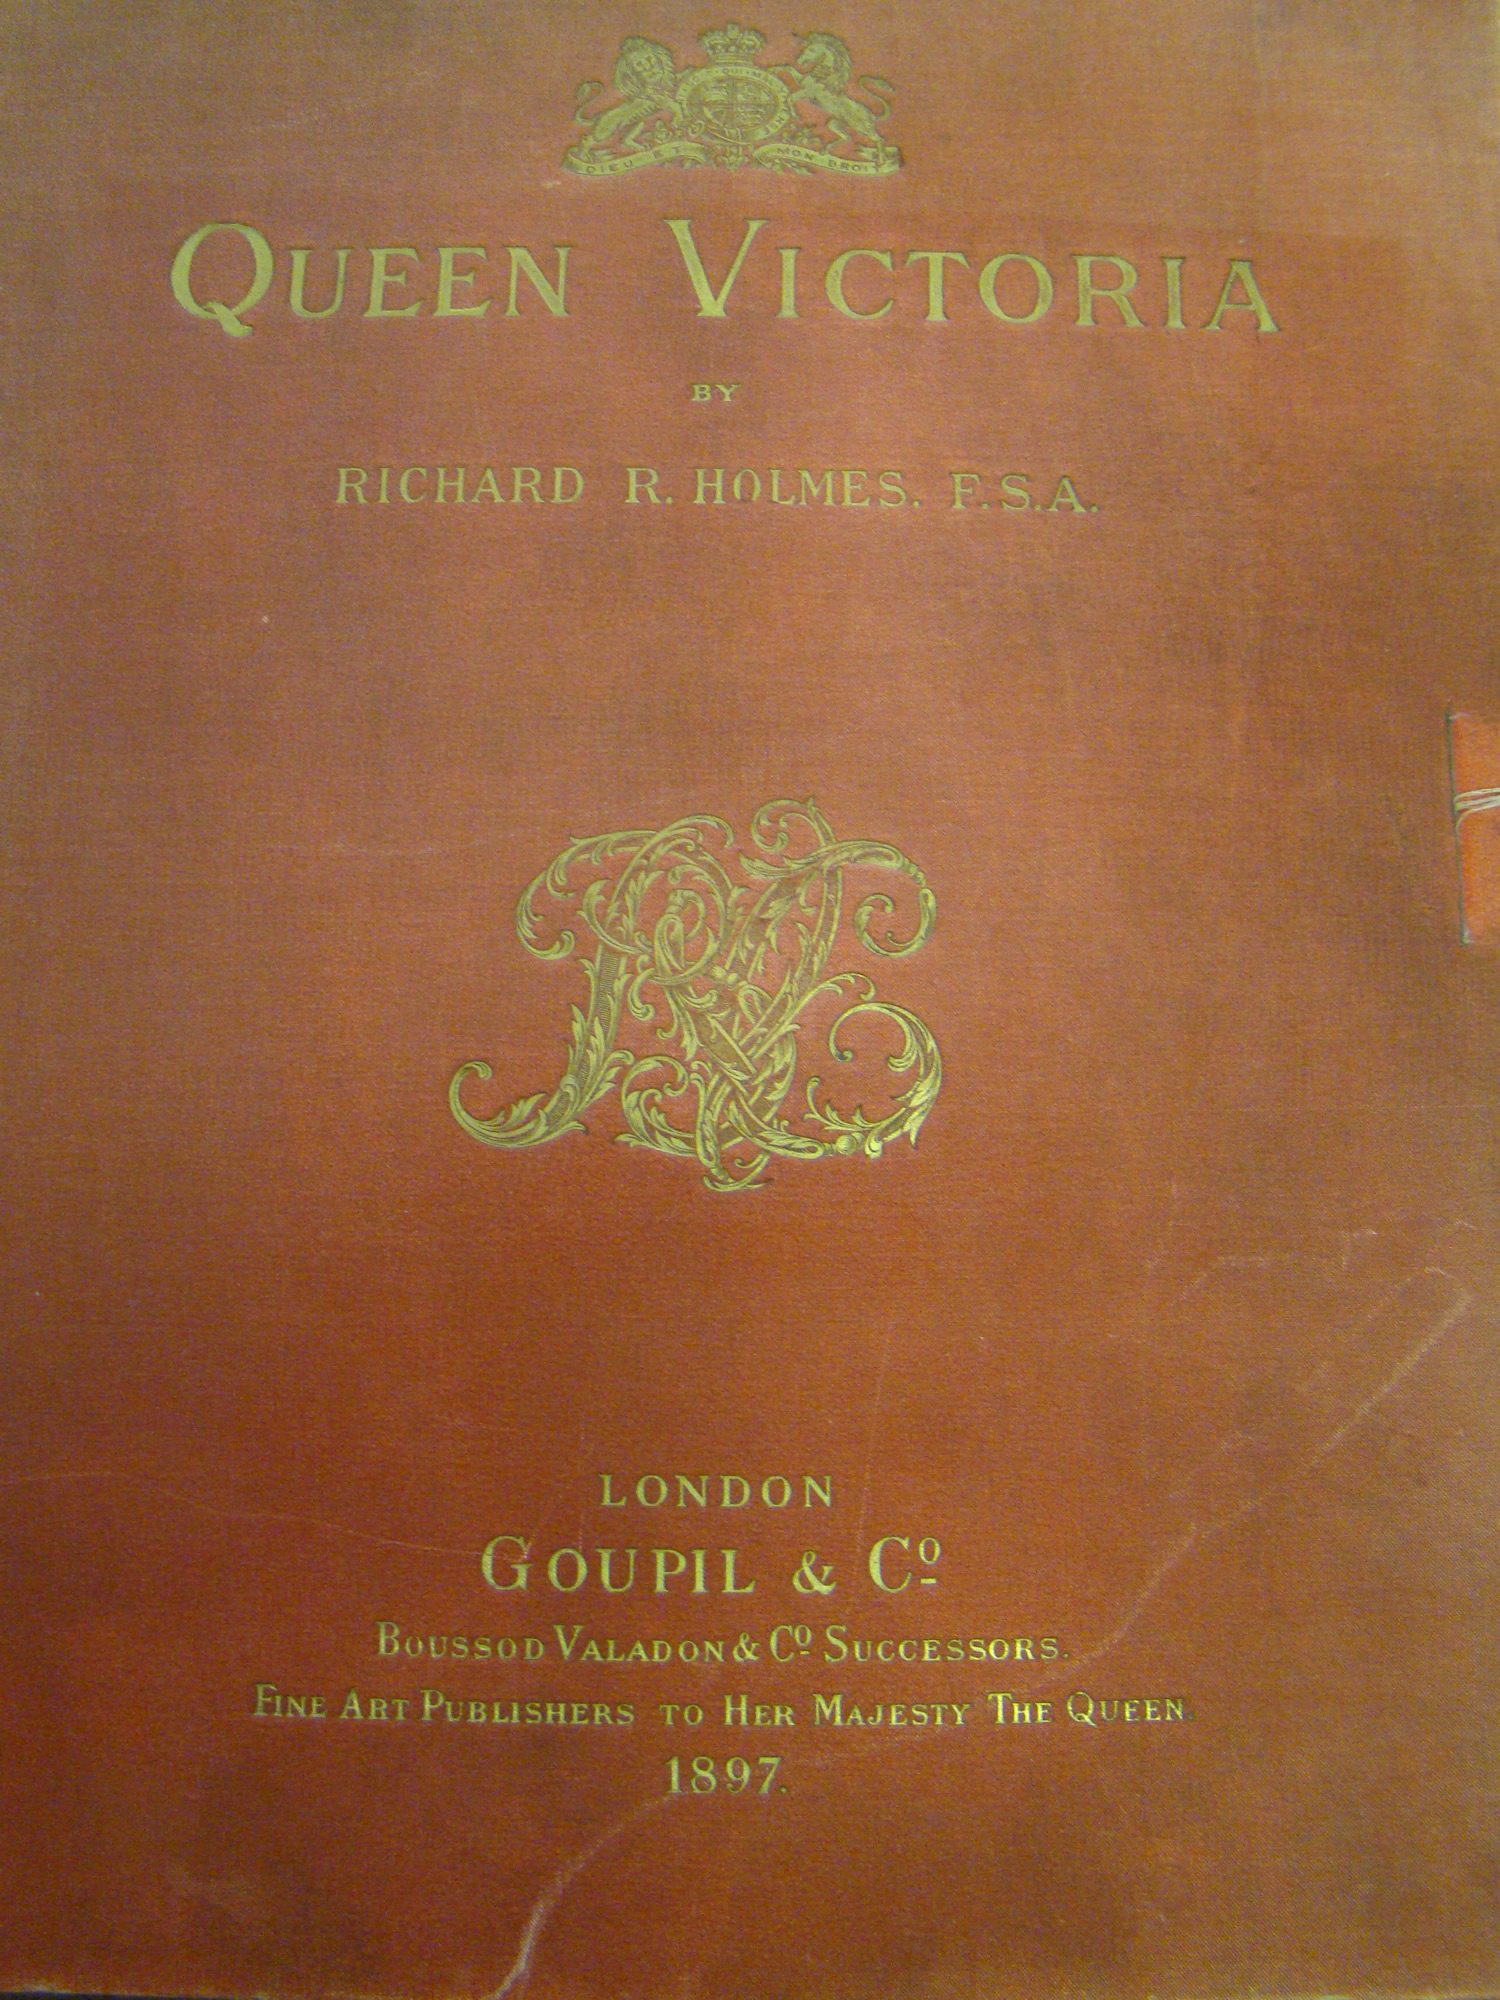 DIEU ET MON DROIT
QUEEN VICTORIA
BY
RICHARD R. HOLMES. F.S.A.
LONDON
GOUPIL & Cº
BOUSSOD VALADON & Cº SUCCESSORS.
FINE ART PUBLISHERS TO HER MAJESTY THE QUEEN.
1897.